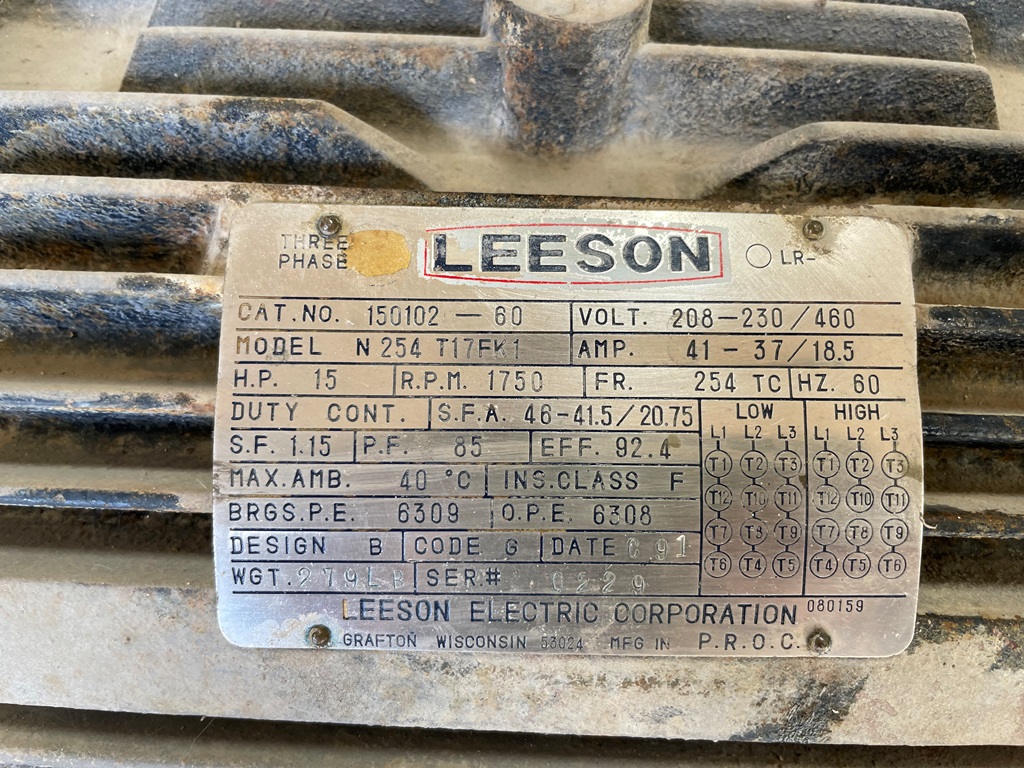 THREE PHASE LEESON LR-
CAT.NO. 150102-60 VOLT. 208-230/460
MODEL N254T17FK1 AMP. 41-37/18.5
H.P. 15 R.P.M. 1750 FR. 254 TC HZ. 60
DUTY CONT. S.F.A. 46-41.5/20.75 LOW HIGH
L1 L2 L3 L1 L2 L3
S.F. 1.15 P.F. 85 EFF. 92.4
T1 T2 T3 T1 T2 T3
MAX.AMB. 40 °C INS.CLASS F
T12 T10 T11 T12 T10 T11
BRGS.P.E. 6309 O.P.E. 6308
T7 T8 T9 T7 T8 T9
DESIGN B CODE G DATE C91
T6 T4 T5 T4 T5 T6
WGT. 279LB SER.# 0229
LEESON ELECTRIC CORPORATION 080159
GRAFTON WISCONSIN 53024 MFG IN P.R.O.C.